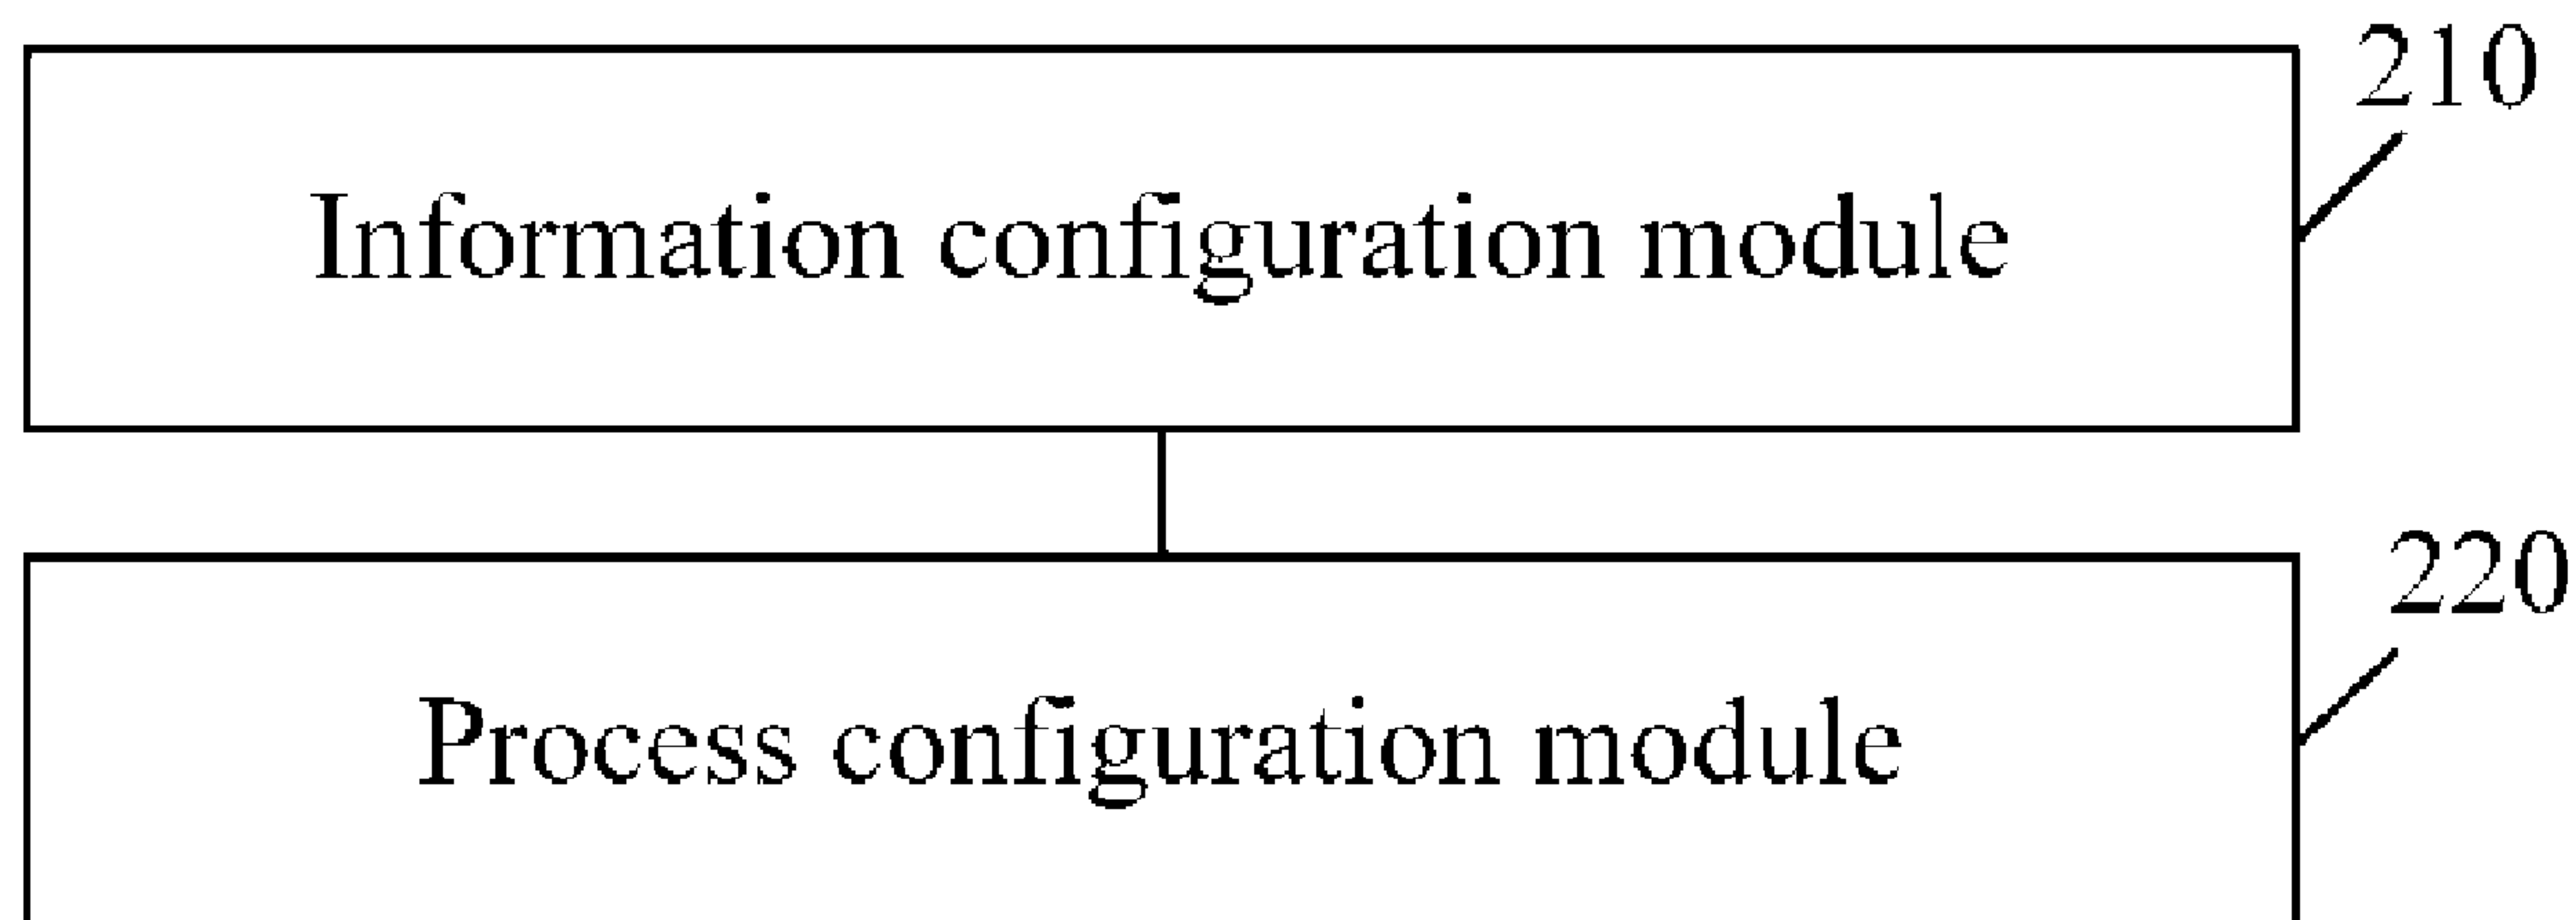 210
Information configuration module
220
Process configuration module